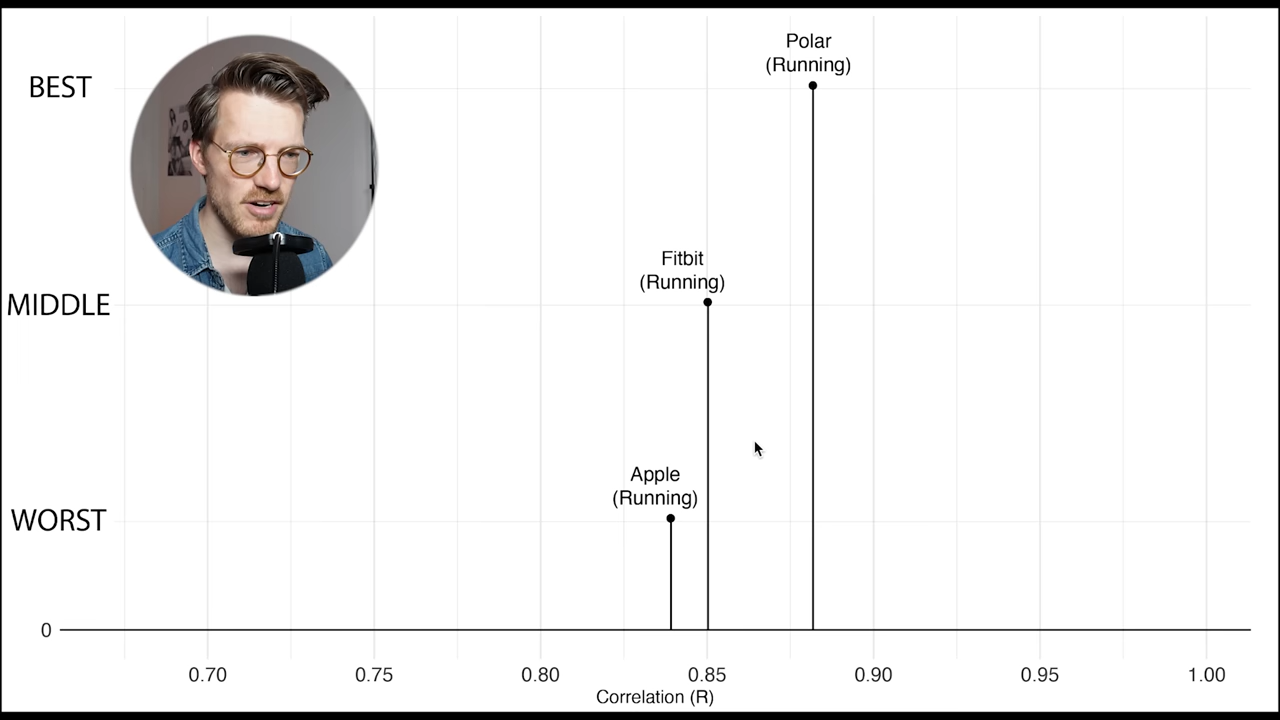 Polar
(Running)
BEST
Fitbit
(Running)
MIDDLE
Apple
(Running)
WORST
0
0.70 0.75 0.80 0.85 0.90 0.95 1.00
Correlation (R)